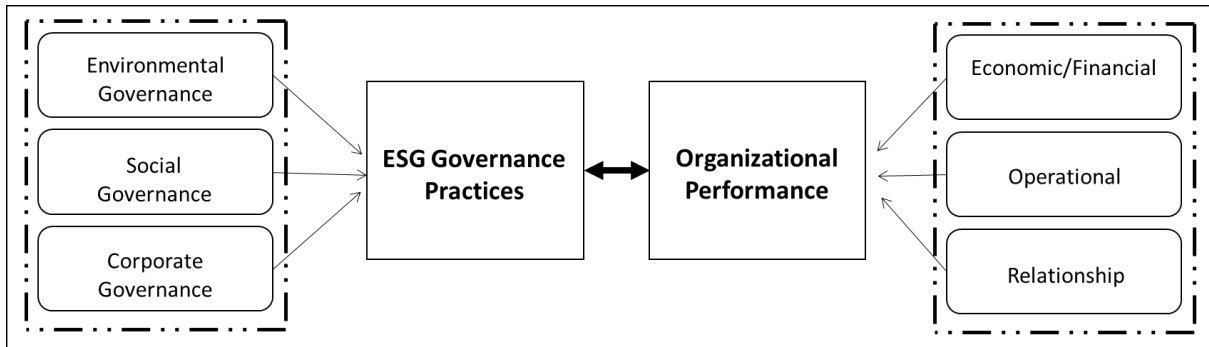 Environmental
Governance
Social
Governance
Corporate
Governance
ESG Governance
Practices
Organizational
Performance
Economic/Financial
Operational
Relationship